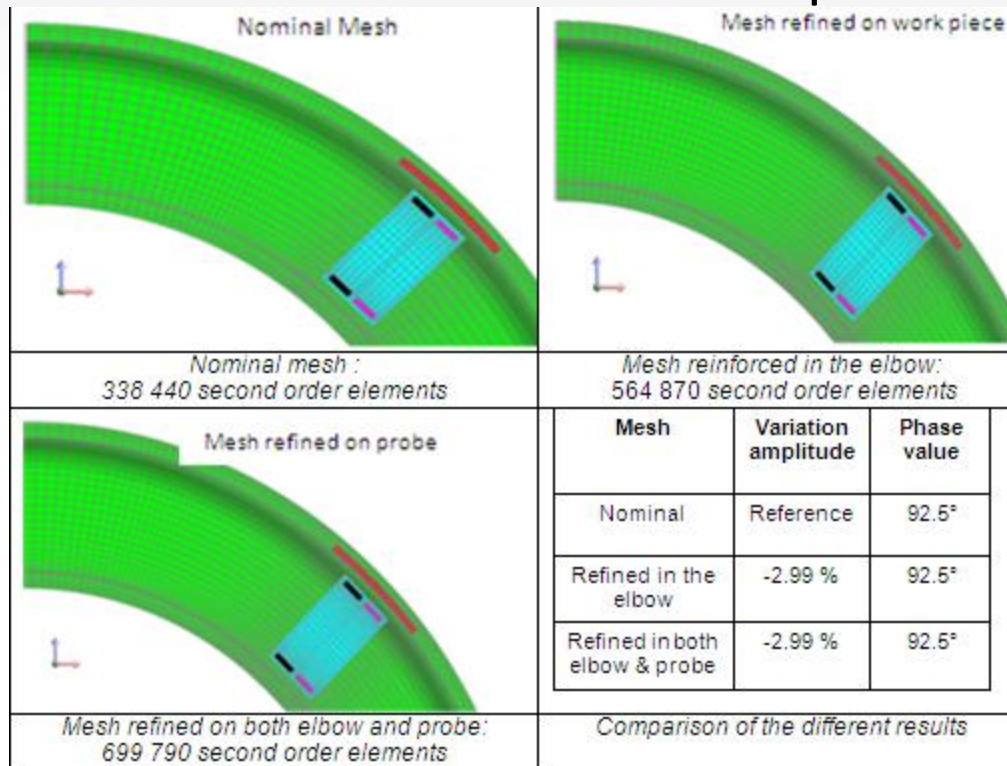 Nominal Mesh
Mesh refined on work piece
Nominal mesh :
338 440 second order elements
Mesh reinforced in the elbow:
564 870 second order elements
Mesh refined on probe
Mesh refined on both elbow and probe:
699 790 second order elements
Mesh
Variation
amplitude
Phase
value
Nominal
Reference
92.5°
Refined in the
elbow
-2.99 %
92.5°
Refined in both
elbow & probe
-2.99 %
92.5°
Comparison of the different results